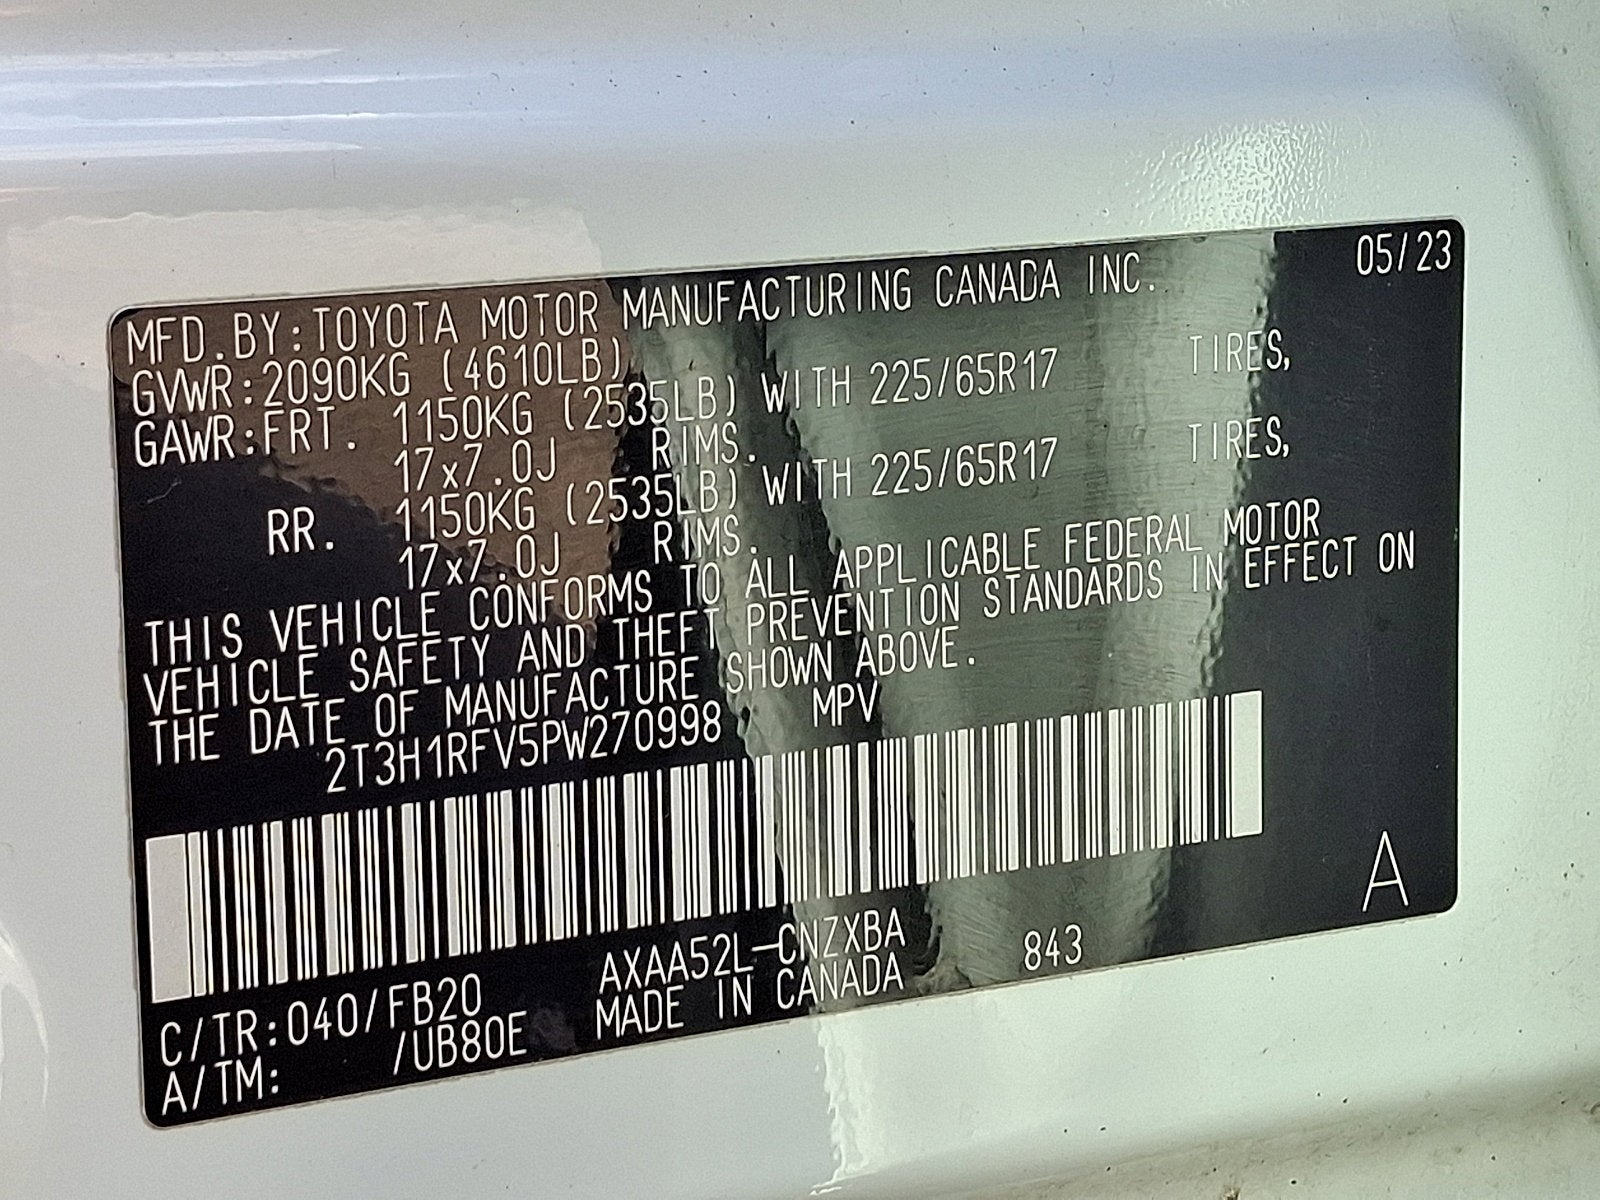 05/23
MFD.BY:TOYOTA MOTOR MANUFACTURING CANADA INC.
GVWR:2090KG (4610LB)
GAWR:FRT. 1150KG (2535LB) WITH 225/65R17 TIRES,
17x7.0J RIMS.
RR. 1150KG (2535LB) WITH 225/65R17 TIRES,
17x7.0J RIMS.
THIS VEHICLE CONFORMS TO ALL APPLICABLE FEDERAL MOTOR
VEHICLE SAFETY AND THEFT PREVENTION STANDARDS IN EFFECT ON
THE DATE OF MANUFACTURE SHOWN ABOVE.
2T3H1RFV5PW270998 MPV
A
C/TR:040/FB20 AXAA52L-CNZXBA 843
A/TM: /UB80E MADE IN CANADA